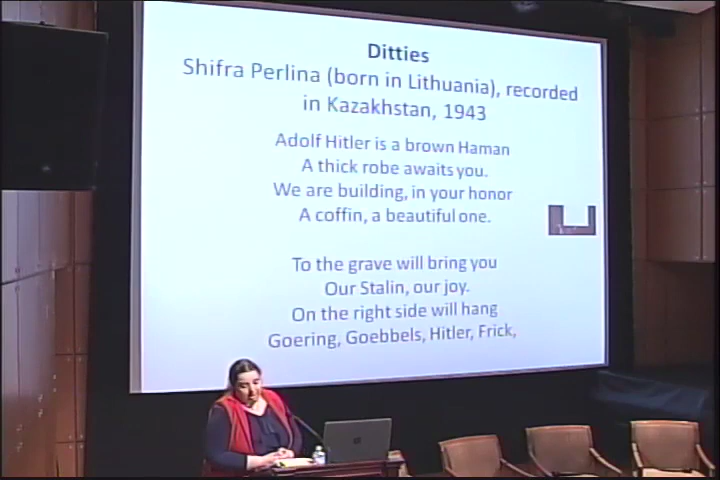 Ditties
Shifra Perlina (born in Lithuania), recorded
in Kazakhstan, 1943
Adolf Hitler is a brown Haman
A thick robe awaits you.
We are building, in your honor
A coffin, a beautiful one.
To the grave will bring you
Our Stalin, our joy.
On the right side will hang
Goering, Goebbels, Hitler, Frick,